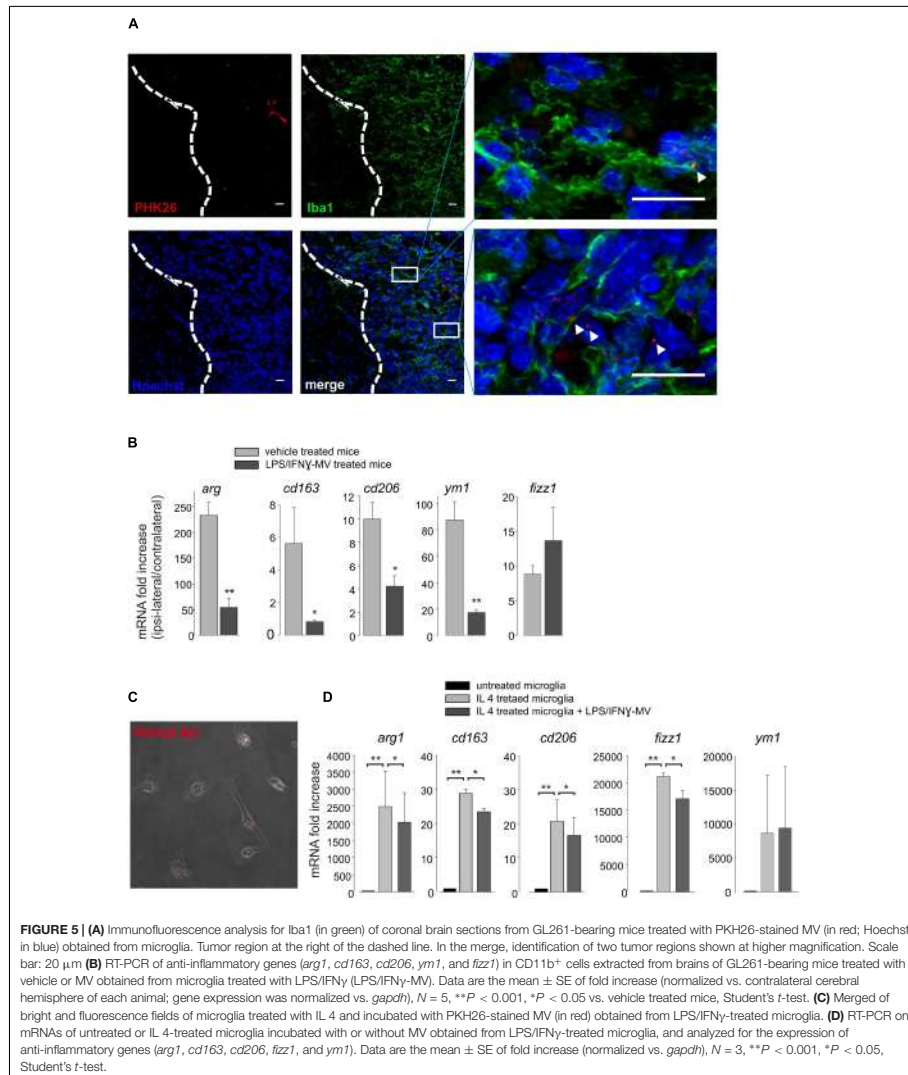 A
PHK26
Iba1
Hoechst
merge
B
vehicle treated mice
LPS/IFNɣ-MV treated mice
arg
cd163
cd206
ym1
fizz1
mRNA fold increase
(ipsi-lateral/contralateral)
250
200
150
100
50
0
**
8
6
4
2
0
*
12
10
8
6
4
2
0
*
100
80
60
40
20
0
**
20
15
10
5
0
C
D
untreated microglia
IL 4 tretaed microglia
IL 4 treated microglia + LPS/IFNɣ-MV
arg1
cd163
cd206
fizz1
ym1
mRNA fold increase
4000
3500
3000
2500
2000
1500
1000
500
0
** *
40
30
20
10
0
** *
40
30
20
10
0
** *
25000
20000
15000
10000
5000
0
** *
20000
15000
10000
5000
0
FIGURE 5 | (A) Immunofluorescence analysis for Iba1 (in green) of coronal brain sections from GL261-bearing mice treated with PKH26-stained MV (in red; Hoechst
in blue) obtained from microglia. Tumor region at the right of the dashed line. In the merge, identification of two tumor regions shown at higher magnification. Scale
bar: 20 μm (B) RT-PCR of anti-inflammatory genes (arg1, cd163, cd206, ym1, and fizz1) in CD11b⁺ cells extracted from brains of GL261-bearing mice treated with
vehicle or MV obtained from microglia treated with LPS/IFNγ (LPS/IFNγ-MV). Data are the mean ± SE of fold increase (normalized vs. contralateral cerebral
hemisphere of each animal; gene expression was normalized vs. gapdh), N = 5, **P < 0.001, *P < 0.05 vs. vehicle treated mice, Student's t-test. (C) Merged of
bright and fluorescence fields of microglia treated with IL 4 and incubated with PKH26-stained MV (in red) obtained from LPS/IFNγ-treated microglia. (D) RT-PCR on
mRNAs of untreated or IL 4-treated microglia incubated with or without MV obtained from LPS/IFNγ-treated microglia, and analyzed for the expression of
anti-inflammatory genes (arg1, cd163, cd206, fizz1, and ym1). Data are the mean ± SE of fold increase (normalized vs. gapdh), N = 3, **P < 0.001, *P < 0.05,
Student's t-test.